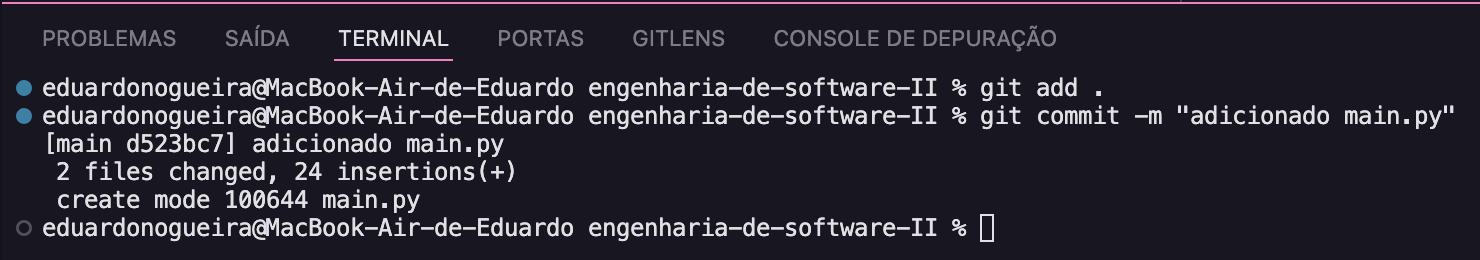 PROBLEMAS SAÍDA TERMINAL PORTAS GITLENS CONSOLE DE DEPURAÇÃO
eduardonogueira@MacBook-Air-de-Eduardo engenharia-de-software-II % git add .
eduardonogueira@MacBook-Air-de-Eduardo engenharia-de-software-II % git commit -m "adicionado main.py"
[main d523bc7] adicionado main.py
 2 files changed, 24 insertions(+)
 create mode 100644 main.py
eduardonogueira@MacBook-Air-de-Eduardo engenharia-de-software-II %